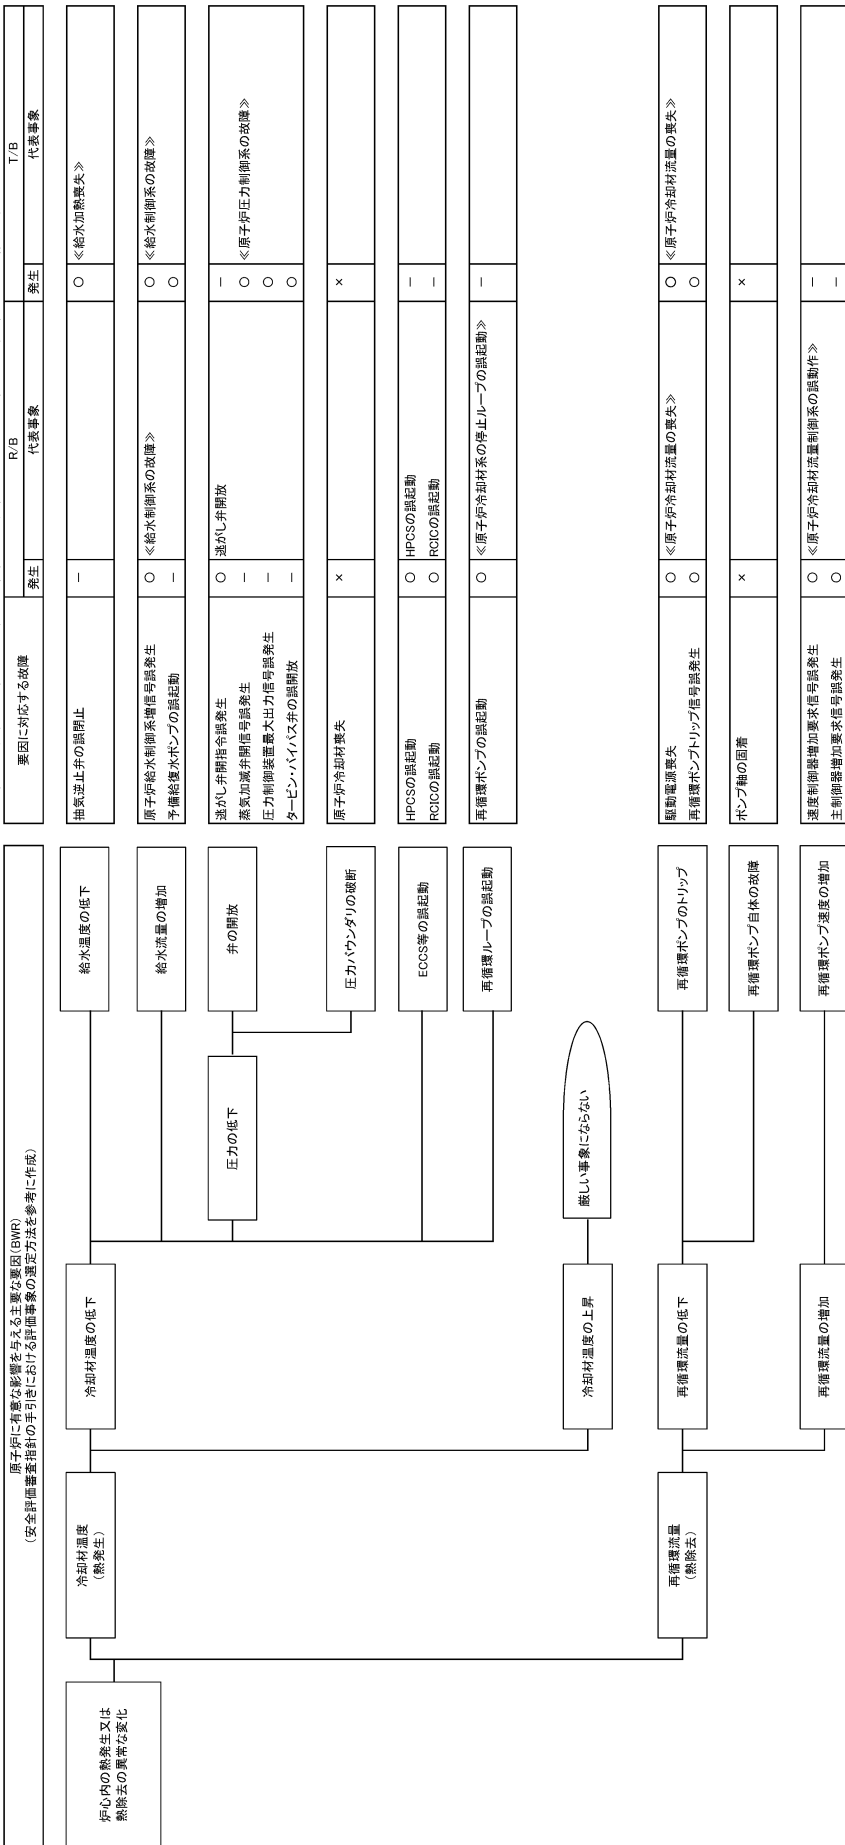 原子炉に有意な影響を与える主要な要因(BWR)
(安全評価審査指針の手引きにおける評価事象の選定方法を参考に作成)
要因に対応する故障
R/B
T/B
発生
代表事象
発生
代表事象
炉心内の熱発生又は
熱除去の異常な変化
冷却材温度
(熱発生)
冷却材温度の低下
給水温度の低下
抽気逆止弁の誤閉止
－
○
≪給水加熱喪失≫
給水流量の増加
原子炉給水制御系増信号誤発生
○
≪給水制御系の故障≫
○
≪給水制御系の故障≫
予備給復水ポンプの誤起動
－
○
圧力の低下
弁の開放
逃がし弁開指令誤発生
○
逃がし弁開放
－
蒸気加減弁開信号誤発生
－
○
≪原子炉圧力制御系の故障≫
圧力制御装置最大出力信号誤発生
－
○
タービン・バイパス弁の誤開放
－
○
圧力バウンダリの破断
原子炉冷却材喪失
×
×
ECCS等の誤起動
HPCSの誤起動
○
HPCSの誤起動
－
RCICの誤起動
○
RCICの誤起動
－
再循環ループの誤起動
再循環ポンプの誤起動
○
≪原子炉冷却材系の停止ループの誤起動≫
－
冷却材温度の上昇
厳しい事象にならない
再循環流量
(熱除去)
再循環流量の低下
再循環ポンプのトリップ
駆動電源喪失
○
≪原子炉冷却材流量の喪失≫
○
≪原子炉冷却材流量の喪失≫
再循環ポンプトリップ信号誤発生
○
○
再循環ポンプ自体の故障
ポンプ軸の固着
×
×
再循環流量の増加
再循環ポンプ速度の増加
速度制御器増加要求信号誤発生
○
≪原子炉冷却材流量制御系の誤動作≫
－
主制御器増加要求信号誤発生
○
－